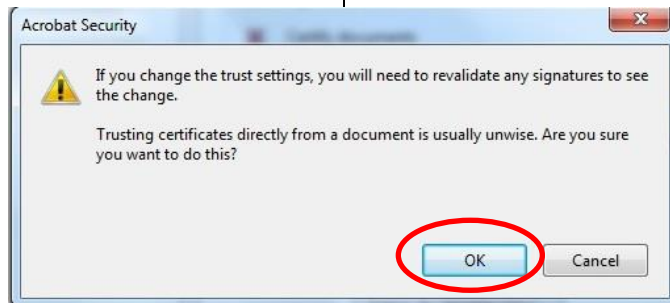 Acrobat Security
If you change the trust settings, you will need to revalidate any signatures to see
the change.
Trusting certificates directly from a document is usually unwise. Are you sure
you want to do this?
OK
Cancel